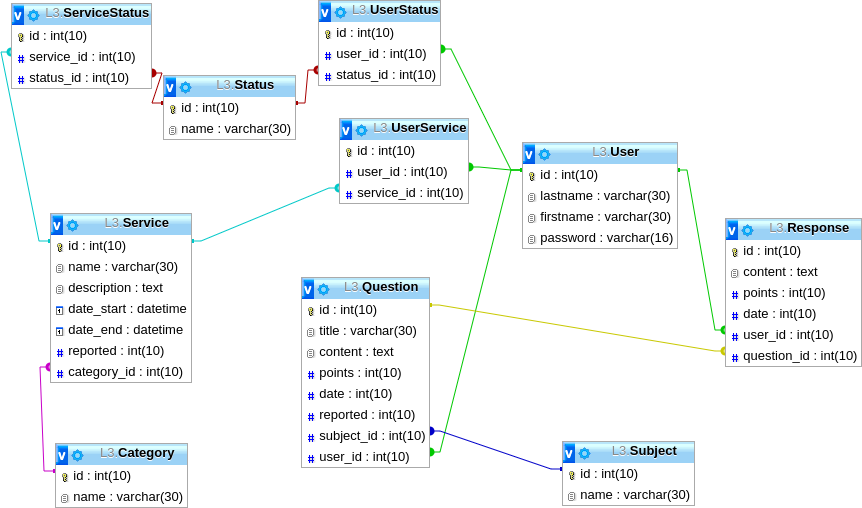 L3 ServiceStatus
id : int(10)
service_id : int(10)
status_id : int(10)
L3 UserStatus
id : int(10)
user_id : int(10)
status_id : int(10)
L3 Status
id : int(10)
name : varchar(30)
L3 UserService
id : int(10)
user_id : int(10)
service_id : int(10)
L3 User
id : int(10)
lastname : varchar(30)
firstname : varchar(30)
password : varchar(16)
L3 Service
id : int(10)
name : varchar(30)
description : text
date_start : datetime
date_end : datetime
reported : int(10)
category_id : int(10)
L3 Response
id : int(10)
content : text
points : int(10)
date : int(10)
user_id : int(10)
question_id : int(10)
L3 Question
id : int(10)
title : varchar(30)
content : text
points : int(10)
date : int(10)
reported : int(10)
subject_id : int(10)
user_id : int(10)
L3 Category
id : int(10)
name : varchar(30)
L3 Subject
id : int(10)
name : varchar(30)